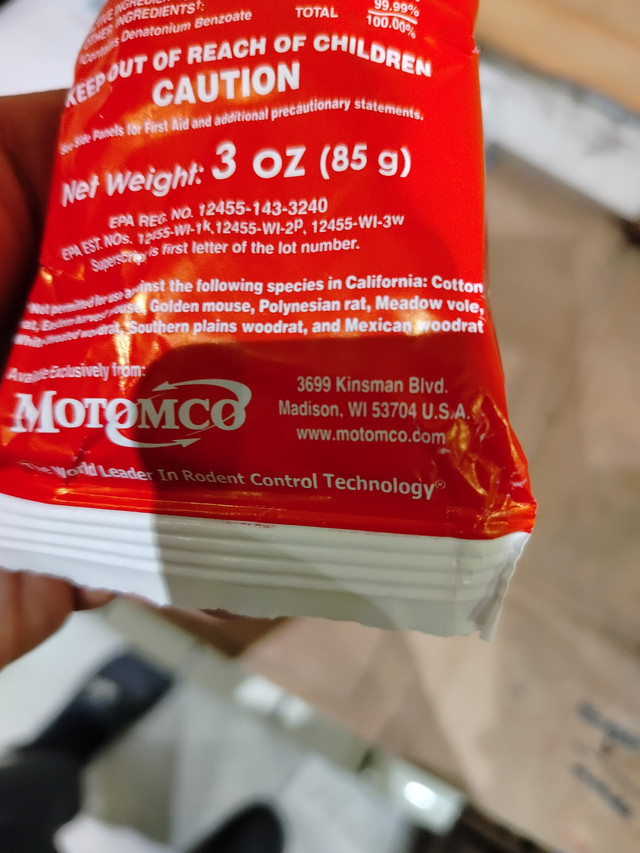 INGREDIENTS†:
99.99%
TOTAL 100.00%
Denatonium Benzoate
KEEP OUT OF REACH OF CHILDREN
CAUTION
Side Panels for First Aid and additional precautionary statements.
Net Weight: 3 OZ (85 g)
EPA REG. NO. 12455-143-3240
EPA EST. NOs. 12455-WI-1k, 12455-WI-2p, 12455-WI-3w
Superscript is first letter of the lot number.
Not permitted for use against the following species in California: Cotton
Golden mouse, Polynesian rat, Meadow vole,
Southern plains woodrat, and Mexican woodrat
Exclusively from:
MOTOMCO
3699 Kinsman Blvd.
Madison, WI 53704 U.S.A.
www.motomco.com
The World Leader In Rodent Control Technology®